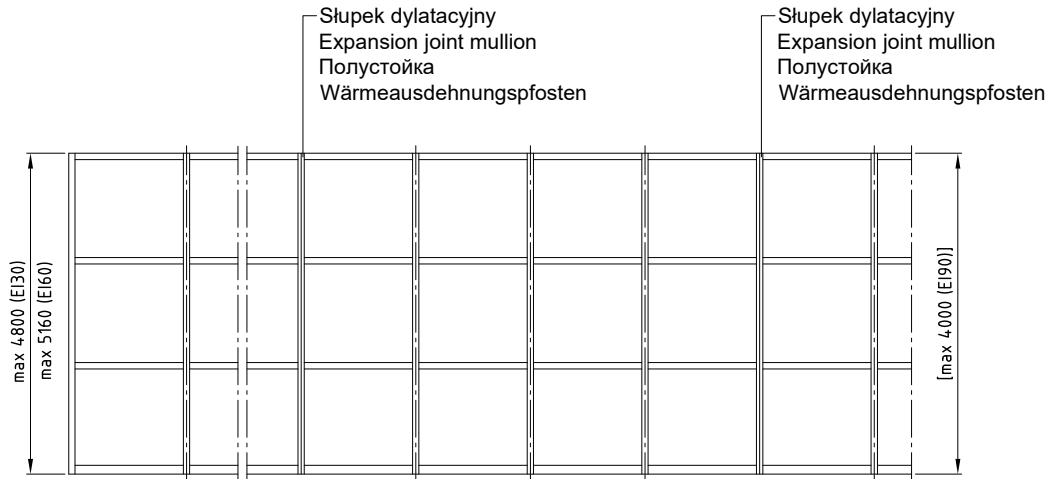 Słupek dylatacyjny
Expansion joint mullion
Полустойка
Wärmeausdehnungspfosten
Słupek dylatacyjny
Expansion joint mullion
Полустойка
Wärmeausdehnungspfosten
max 4800 (EI30)
max 5160 (EI60)
[max 4000 (EI90)]